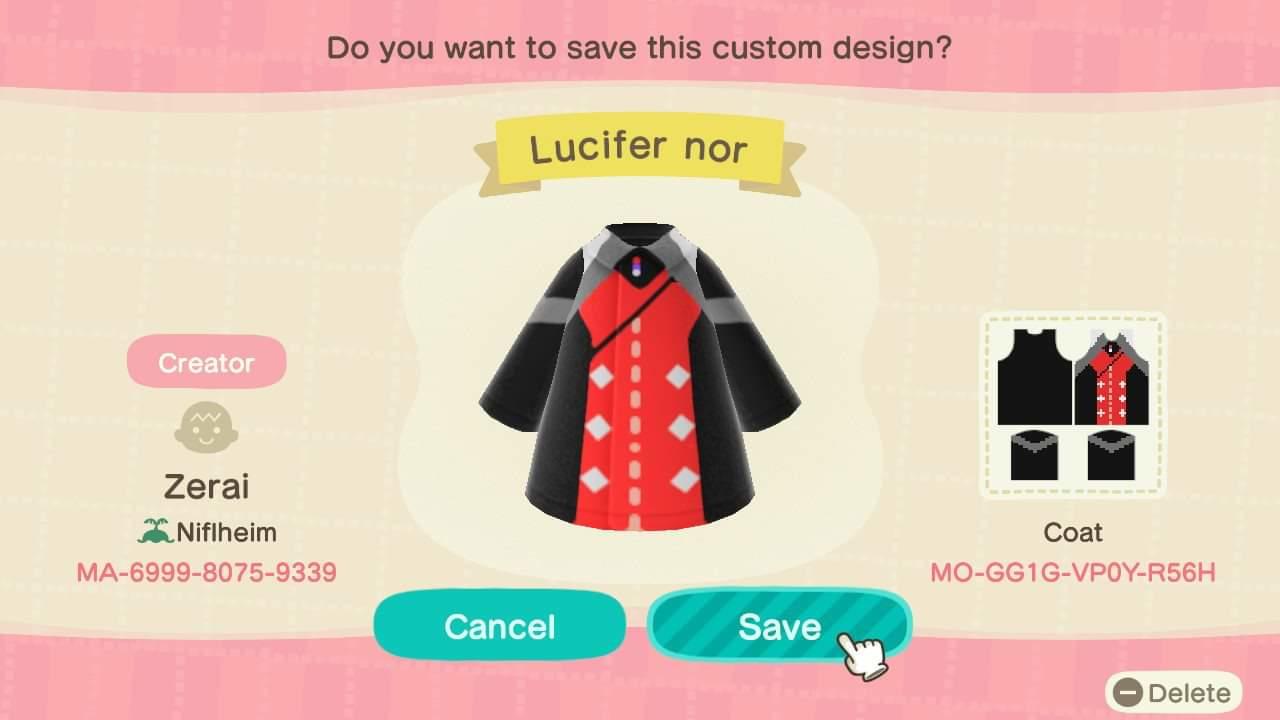 Do you want to save this custom design?
Lucifer nor
Creator
Zerai
Niflheim
MA-6999-8075-9339
Coat
MO-GG1G-VP0Y-R56H
Cancel
Save
Delete